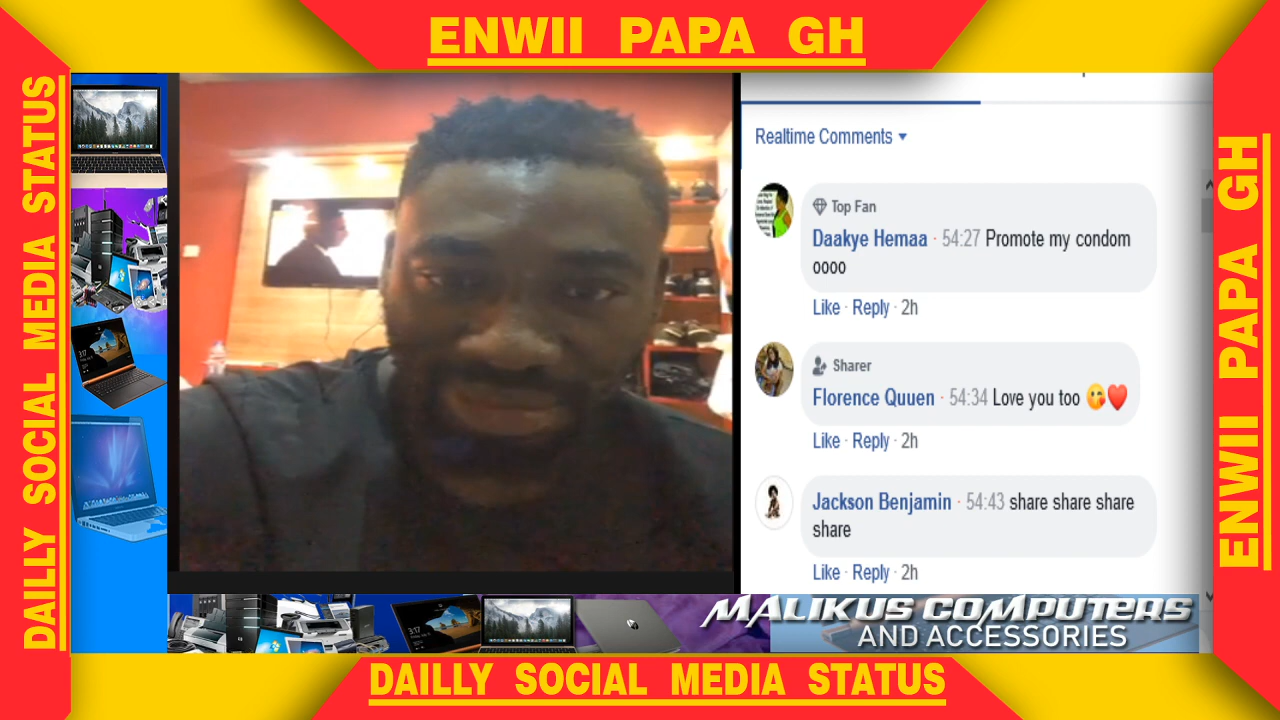 ENWII PAPA GH
DAILLY SOCIAL MEDIA STATUS
Realtime Comments
Top Fan
Daakye Hemaa · 54:27 Promote my condom
oooo
Like · Reply · 2h
Sharer
Florence Quuen · 54:34 Love you too 😘❤️
Like · Reply · 2h
Jackson Benjamin · 54:43 share share share
share
Like · Reply · 2h
ENWII PAPA GH
MALIKUS COMPUTERS
AND ACCESSORIES
DAILLY SOCIAL MEDIA STATUS